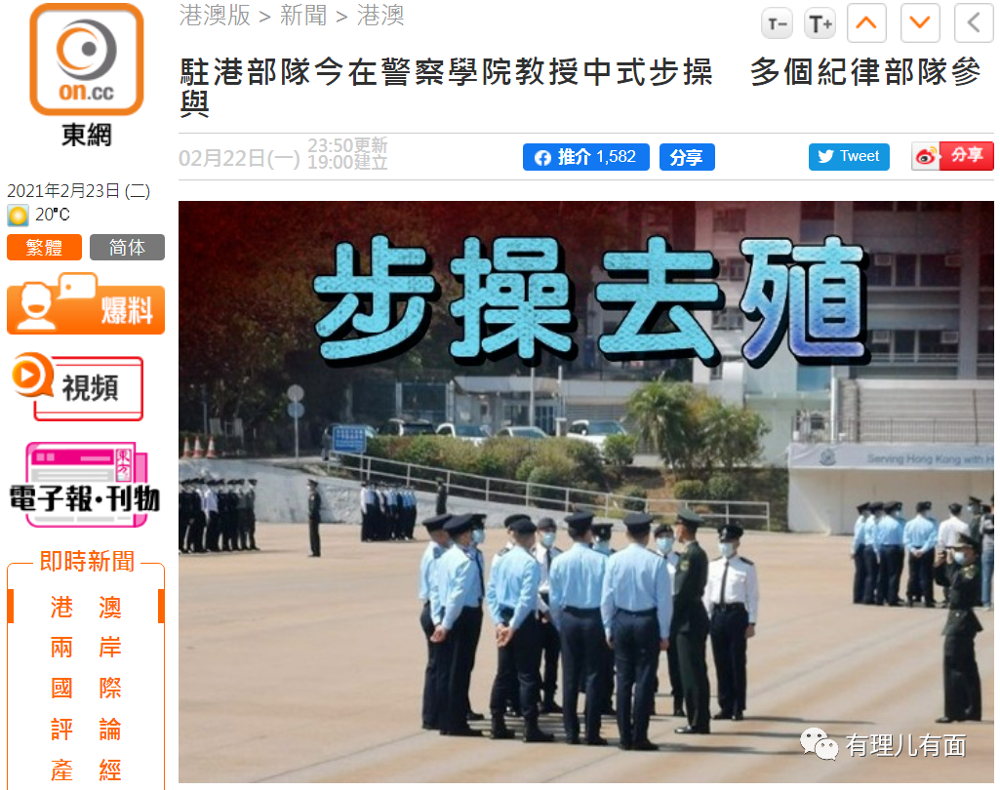 港澳版 > 新聞 > 港澳
T-
T+
on.cc
東網
駐港部隊今在警察學院教授中式步操　多個紀律部隊參
與
02月22日(一)
23:50更新
19:00建立
推介 1,582
分享
Tweet
分享
2021年2月23日 (二)
20°C
繁體
简体
爆料
視頻
東方
電子報·刊物
即時新聞
港澳
兩岸
國際
評論
產經
步操去殖
Serving Hong Kong with H
有理儿有面